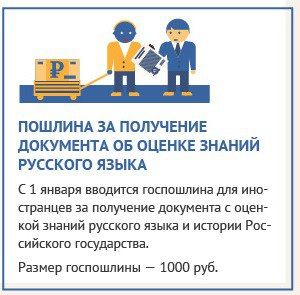 ₽
ПОШЛИНА ЗА ПОЛУЧЕНИЕ
ДОКУМЕНТА ОБ ОЦЕНКЕ ЗНАНИЙ
РУССКОГО ЯЗЫКА
С 1 января вводится госпошлина для ино-
странцев за получение документа с оцен-
кой знаний русского языка и истории Рос-
сийского государства.
Размер госпошлины — 1000 руб.